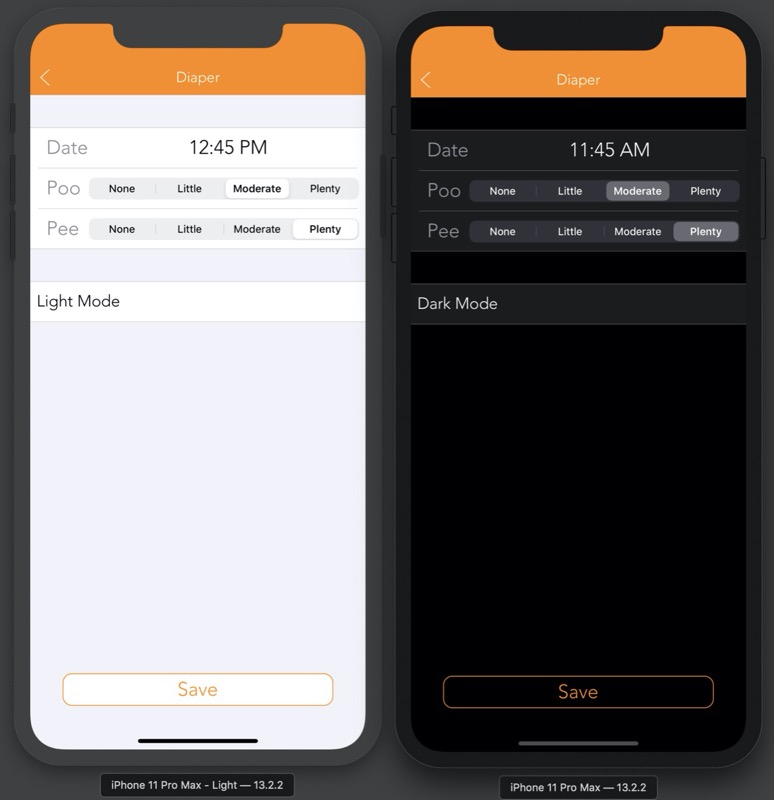 Diaper
Date 12:45 PM
Poo None Little Moderate Plenty
Pee None Little Moderate Plenty
Light Mode
Save
iPhone 11 Pro Max - Light — 13.2.2
Diaper
Date 11:45 AM
Poo None Little Moderate Plenty
Pee None Little Moderate Plenty
Dark Mode
Save
iPhone 11 Pro Max — 13.2.2